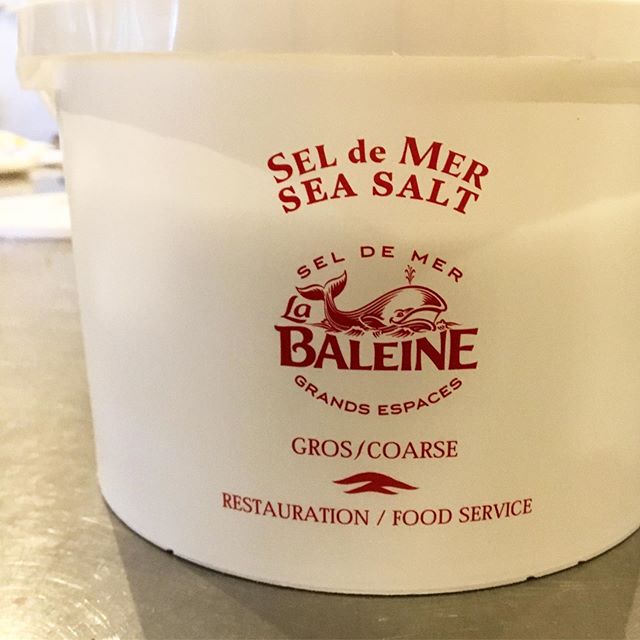 SEL de MER
SEA SALT
SEL DE MER
La
BALEINE
GRANDS ESPACES
GROS/COARSE
RESTAURATION / FOOD SERVICE